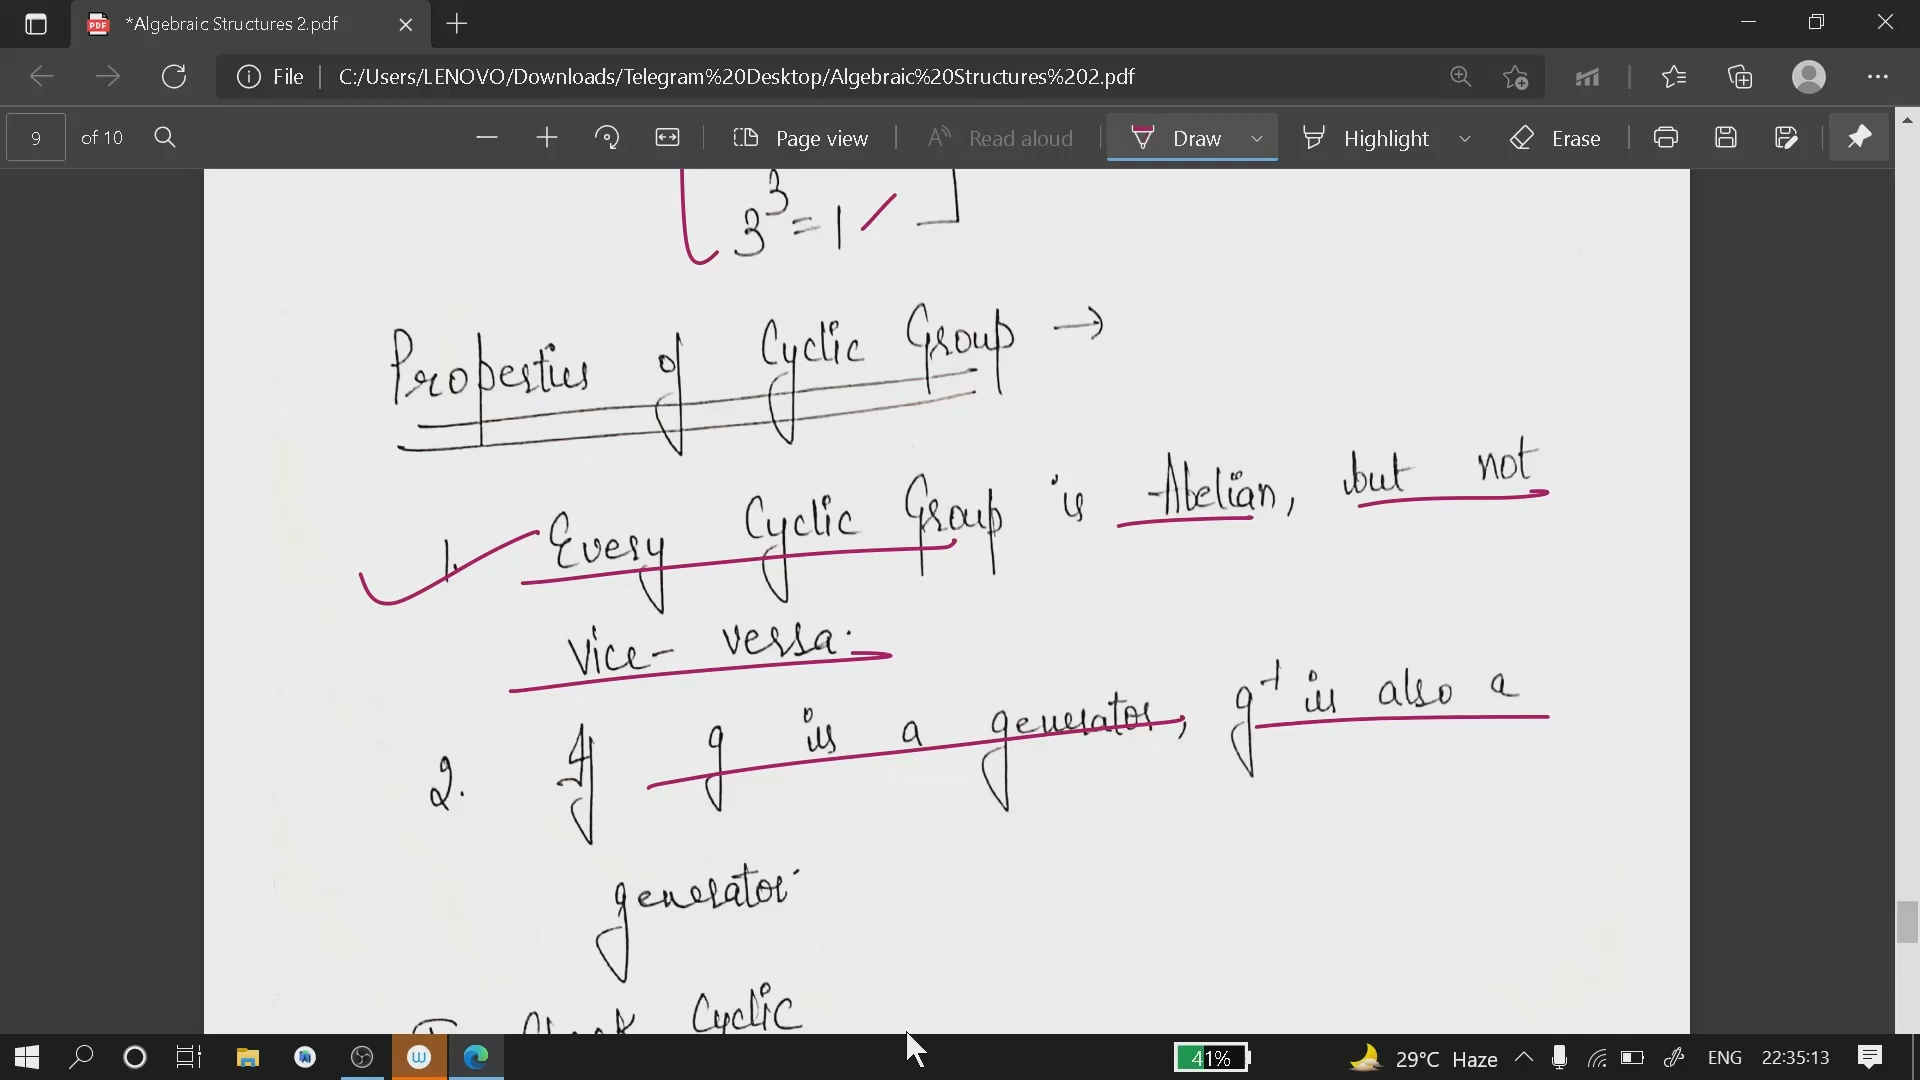 *Algebraic Structures 2.pdf
File
C:/Users/LENOVO/Downloads/Telegram%20Desktop/Algebraic%20Structures%202.pdf
9 of 10
Page view
Read aloud
Draw
Highlight
Erase
3³=1
Properties of Cyclic Group →
1. Every Cyclic Group is Abelian, but not
Vice- versa.
2. If g is a generator, g⁻¹ is also a
generator.
Cyclic
41%
29°C Haze
ENG
22:35:13